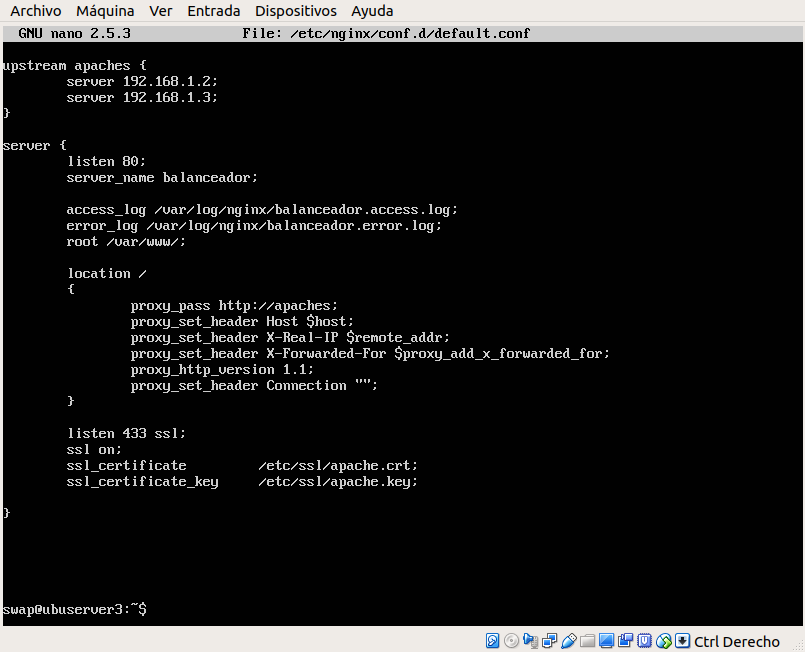 Archivo Máquina Ver Entrada Dispositivos Ayuda
GNU nano 2.5.3 File: /etc/nginx/conf.d/default.conf
upstream apaches {
server 192.168.1.2;
server 192.168.1.3;
}
server {
listen 80;
server_name balanceador;
access_log /var/log/nginx/balanceador.access.log;
error_log /var/log/nginx/balanceador.error.log;
root /var/www/;
location /
{
proxy_pass http://apaches;
proxy_set_header Host $host;
proxy_set_header X-Real-IP $remote_addr;
proxy_set_header X-Forwarded-For $proxy_add_x_forwarded_for;
proxy_http_version 1.1;
proxy_set_header Connection "";
}
listen 433 ssl;
ssl on;
ssl_certificate /etc/ssl/apache.crt;
ssl_certificate_key /etc/ssl/apache.key;
}
swap@ubuserver3:~$
Ctrl Derecho